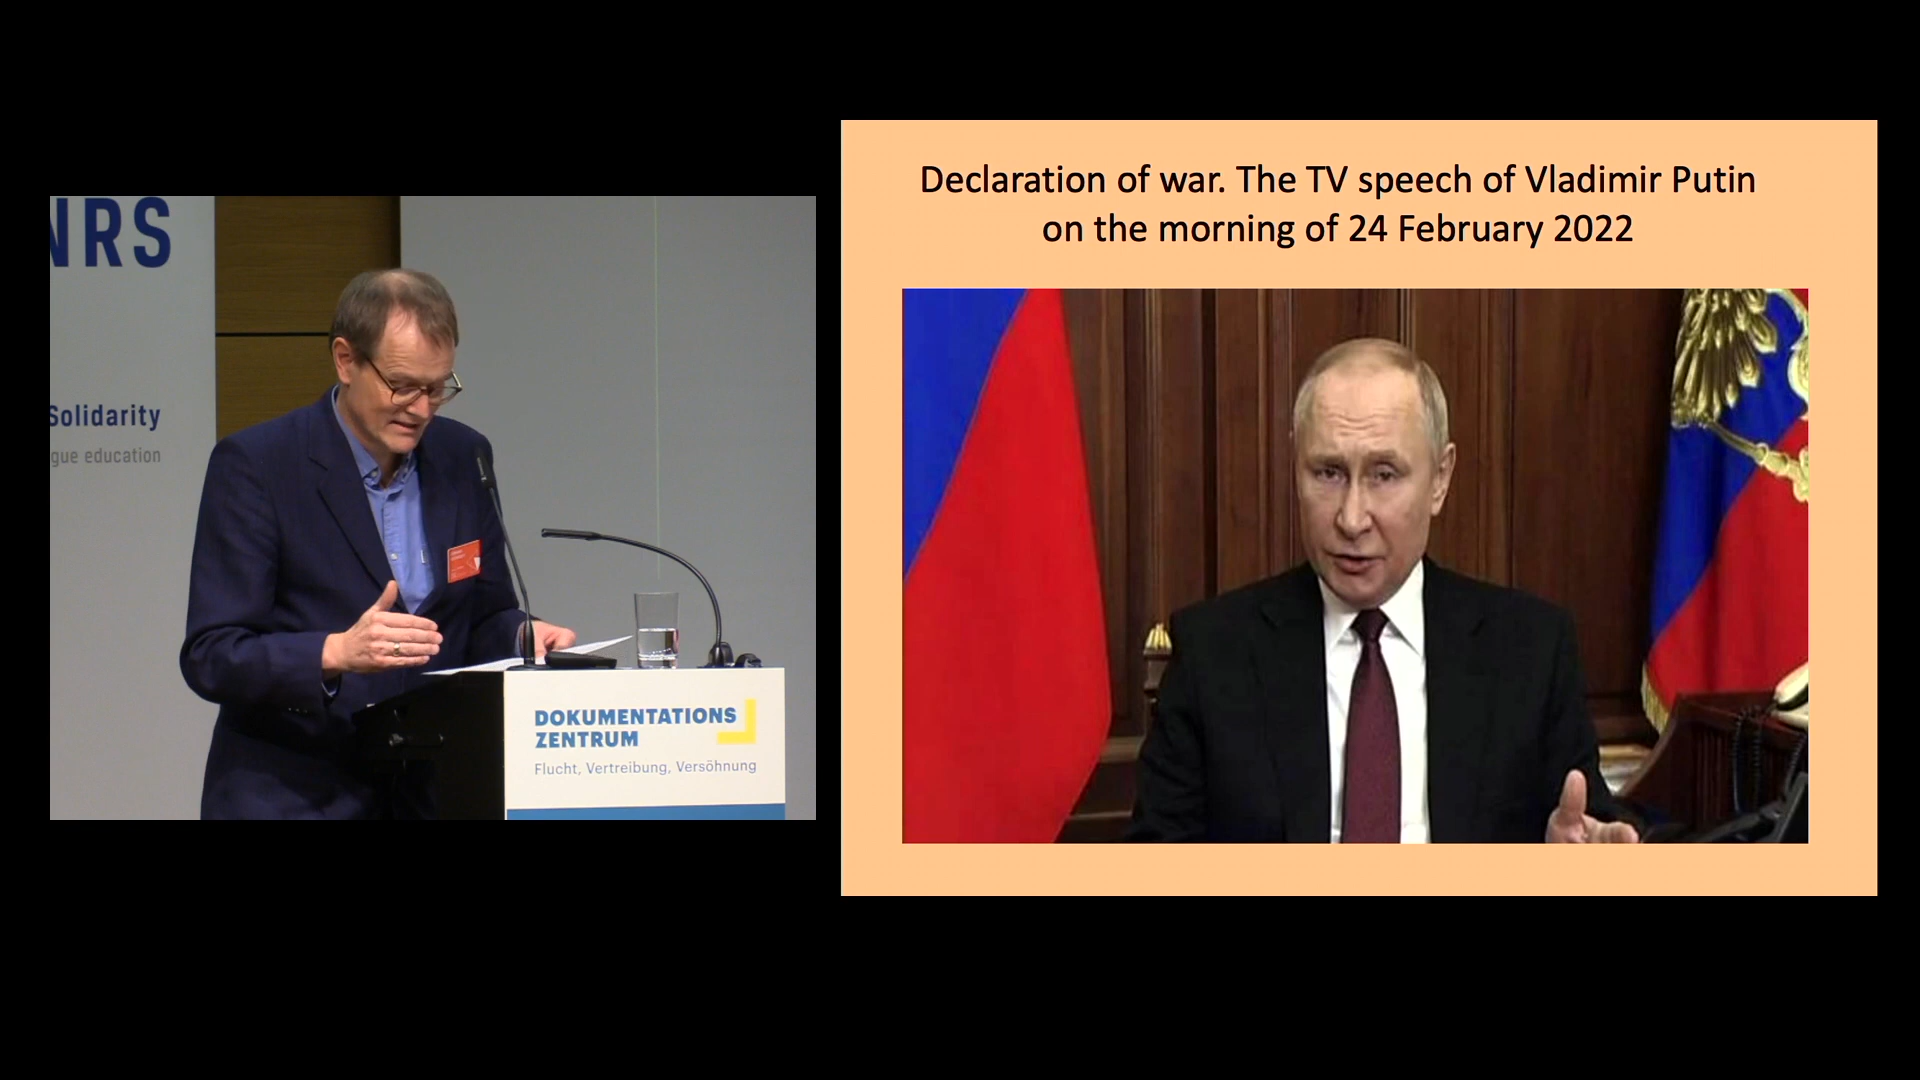 NRS
Solidarity
gue education
DOKUMENTATIONS
ZENTRUM
Flucht, Vertreibung, Versöhnung
Declaration of war. The TV speech of Vladimir Putin
on the morning of 24 February 2022